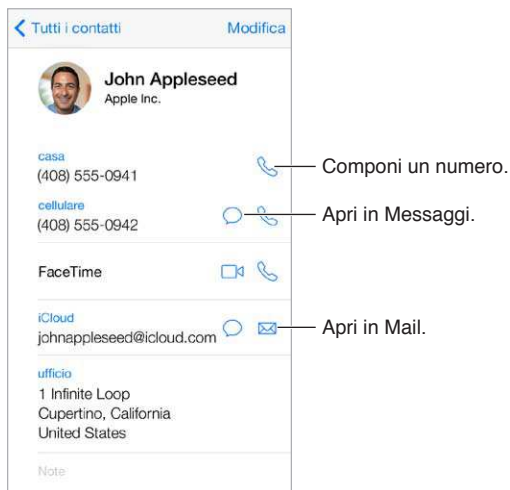 Tutti i contatti Modifica
John Appleseed
Apple Inc.
casa
(408) 555-0941
Componi un numero.
cellulare
(408) 555-0942
Apri in Messaggi.
FaceTime
iCloud
johnappleseed@icloud.com
Apri in Mail.
ufficio
1 Infinite Loop
Cupertino, California
United States
Note